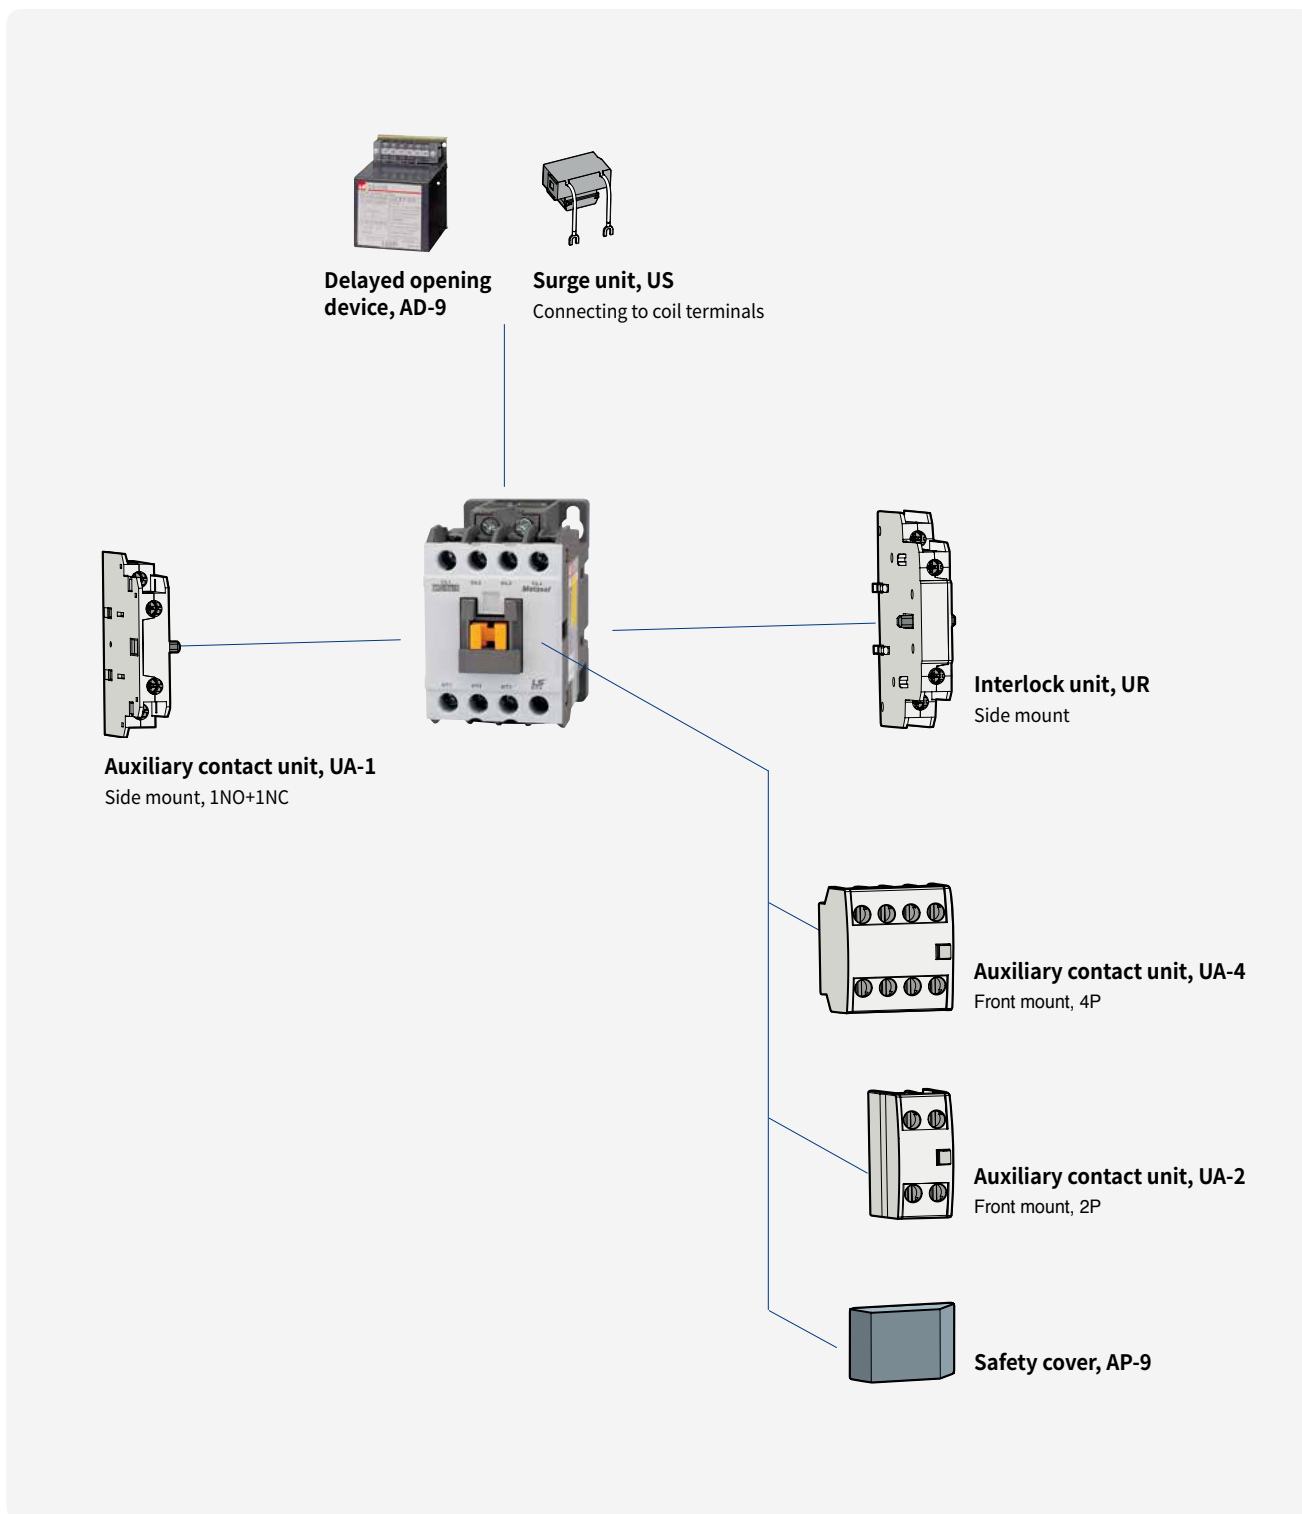 Delayed opening
device, AD-9
Surge unit, US
Connecting to coil terminals
Metasol
LS
Interlock unit, UR
Side mount
Auxiliary contact unit, UA-1
Side mount, 1NO+1NC
Auxiliary contact unit, UA-4
Front mount, 4P
Auxiliary contact unit, UA-2
Front mount, 2P
Safety cover, AP-9